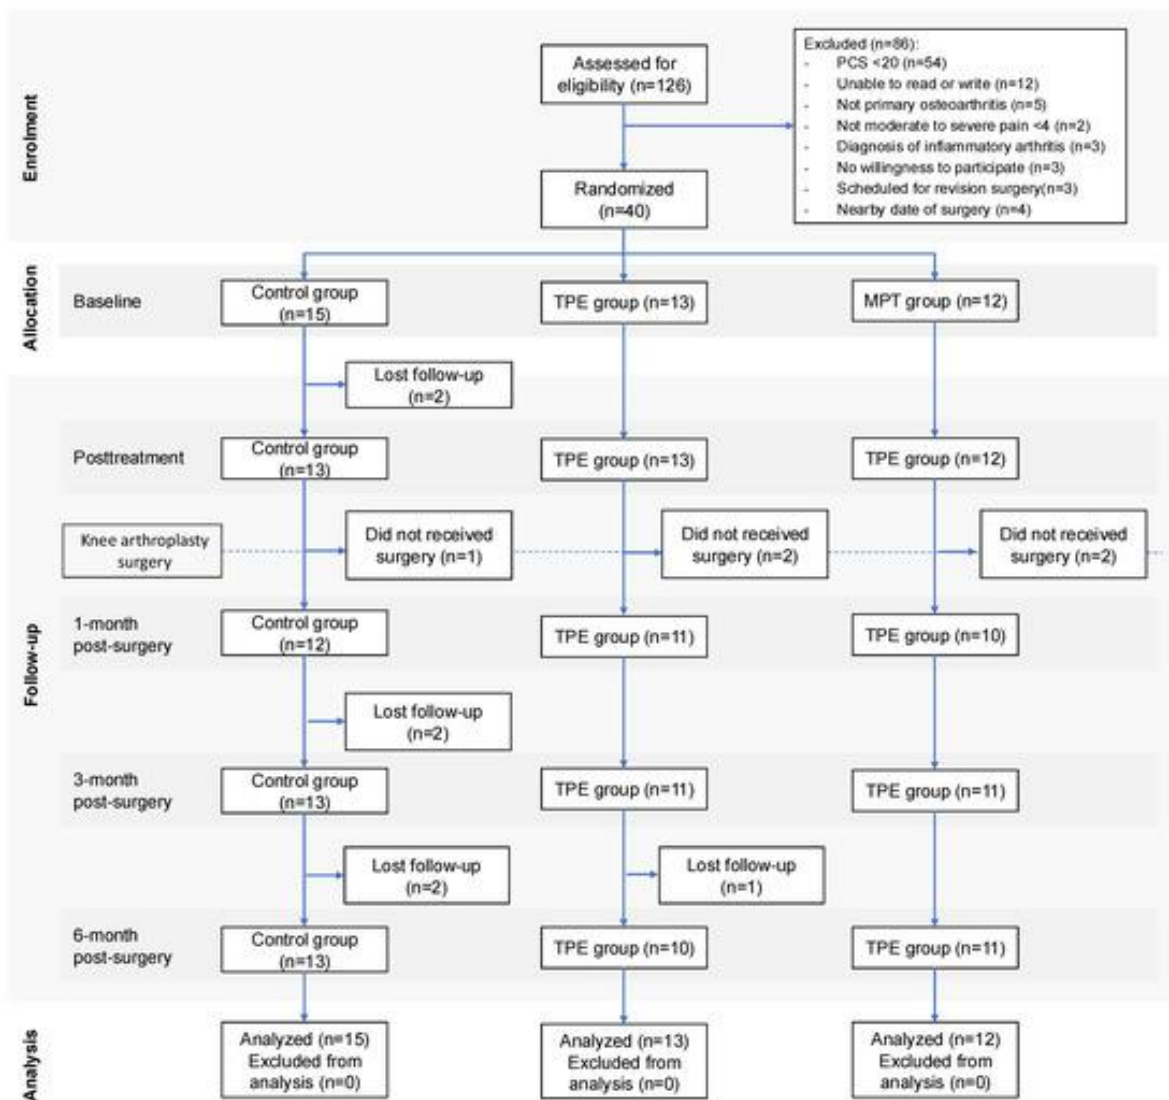 Enrolment
Assessed for
eligibility (n=126)
Excluded (n=86):
- PCS <20 (n=54)
- Unable to read or write (n=12)
- Not primary osteoarthritis (n=5)
- Not moderate to severe pain <4 (n=2)
- Diagnosis of inflammatory arthritis (n=3)
- No willingness to participate (n=3)
- Scheduled for revision surgery(n=3)
- Nearby date of surgery (n=4)
Randomized
(n=40)
Allocation
Baseline
Control group
(n=15)
TPE group (n=13)
MPT group (n=12)
Lost follow-up
(n=2)
Follow-up
Posttreatment
Control group
(n=13)
TPE group (n=13)
TPE group (n=12)
Knee arthroplasty
surgery
Did not received
surgery (n=1)
Did not received
surgery (n=2)
Did not received
surgery (n=2)
1-month
post-surgery
Control group
(n=12)
TPE group (n=11)
TPE group (n=10)
Lost follow-up
(n=2)
3-month
post-surgery
Control group
(n=13)
TPE group (n=11)
TPE group (n=11)
Lost follow-up
(n=2)
Lost follow-up
(n=1)
6-month
post-surgery
Control group
(n=13)
TPE group (n=10)
TPE group (n=11)
Analysis
Analyzed (n=15)
Excluded from
analysis (n=0)
Analyzed (n=13)
Excluded from
analysis (n=0)
Analyzed (n=12)
Excluded from
analysis (n=0)